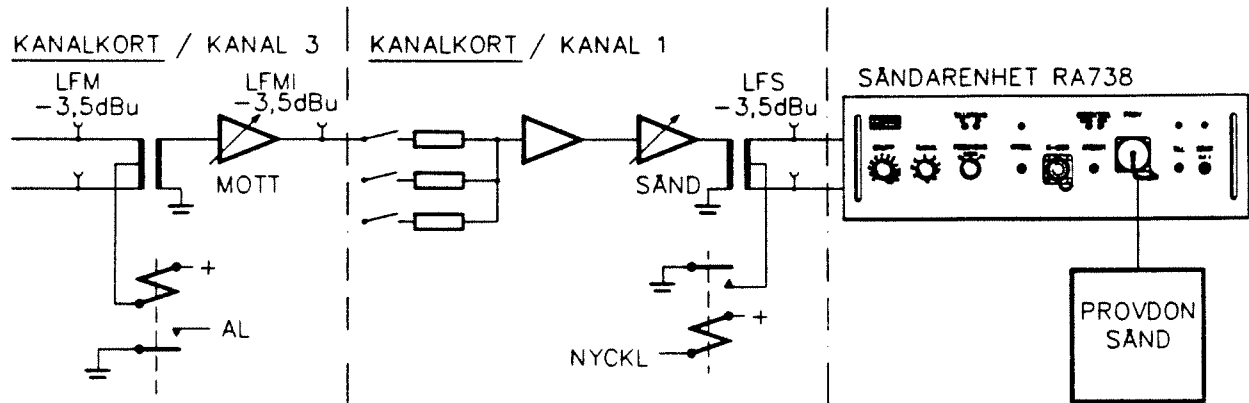 KANALKORT / KANAL 3
KANALKORT / KANAL 1
LFM
-3,5dBu
LFMI
-3,5dBu
LFS
-3,5dBu
SÄNDARENHET RA738
MOTT
SÄND
+
AL
+
NYCKL
PROVDON
SÄND